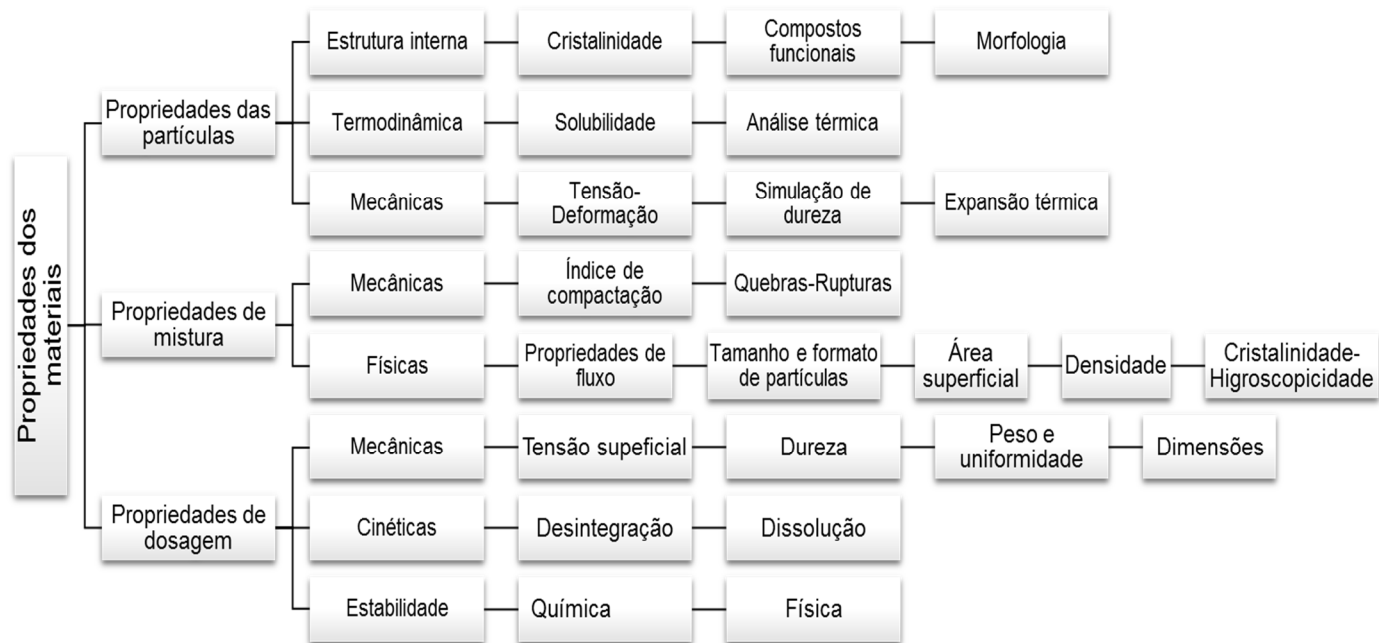 Propriedades dos
materiais
Propriedades das
partículas
Estrutura interna
Cristalinidade
Compostos
funcionais
Morfologia
Termodinâmica
Solubilidade
Análise térmica
Mecânicas
Tensão-
Deformação
Simulação de
dureza
Expansão térmica
Propriedades de
mistura
Mecânicas
Índice de
compactação
Quebras-Rupturas
Físicas
Propriedades de
fluxo
Tamanho e formato
de partículas
Área
superficial
Densidade
Cristalinidade-
Higroscopicidade
Propriedades de
dosagem
Mecânicas
Tensão supeficial
Dureza
Peso e
uniformidade
Dimensões
Cinéticas
Desintegração
Dissolução
Estabilidade
Química
Física